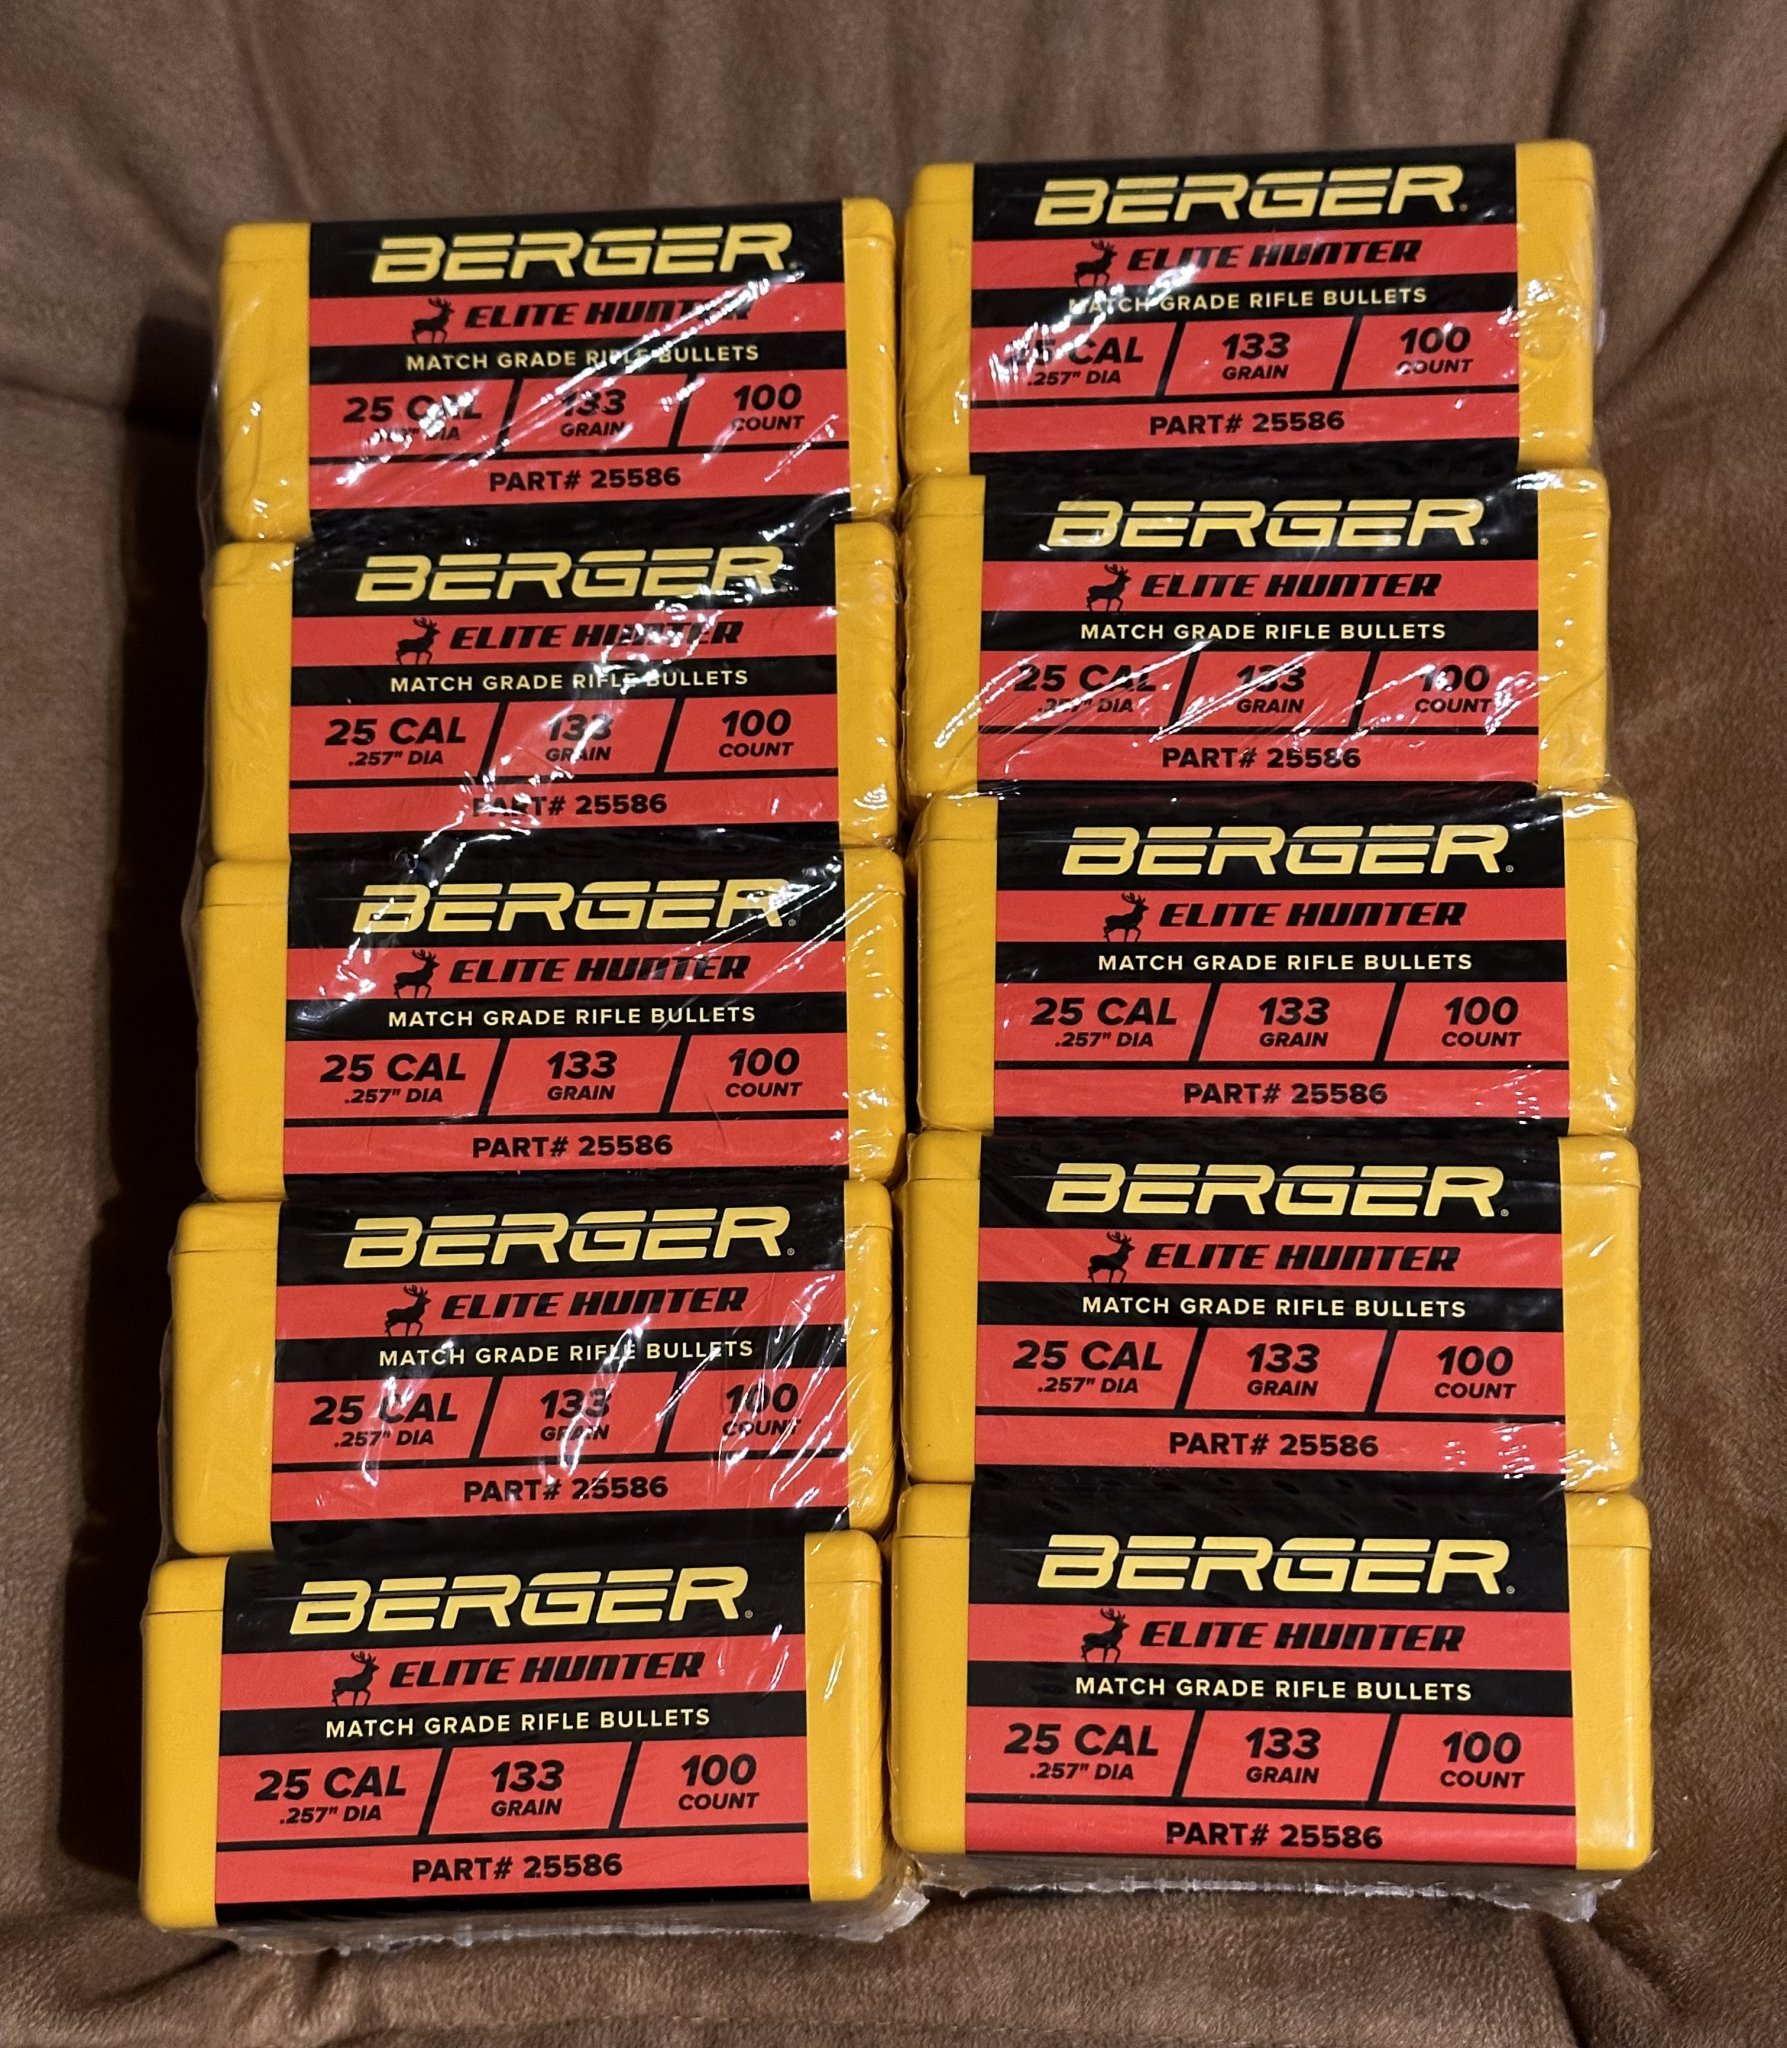 BERGER
ELITE HUNTER
MATCH GRADE RIFLE BULLETS
25 CAL 133 100
DIA GRAIN COUNT
PART# 25586
BERGER
ELITE HUNTER
MATCH GRADE RIFLE BULLETS
25 CAL 133 100
.257" DIA GRAIN COUNT
PART# 25586
BERGER
ELITE HUNTER
MATCH GRADE RIFLE BULLETS
25 CAL 133 100
.257" DIA GRAIN COUNT
PART# 25586
BERGER
ELITE HUNTER
MATCH GRADE RIFLE BULLETS
25 CAL 133 100
.257" DIA GRAIN COUNT
PART# 25586
BERGER
ELITE HUNTER
MATCH GRADE RIFLE BULLETS
25 CAL 133 100
.257" DIA GRAIN COUNT
PART# 25586
BERGER
ELITE HUNTER
MATCH GRADE RIFLE BULLETS
25 CAL 133 100
.257" DIA GRAIN COUNT
PART# 25586
BERGER
ELITE HUNTER
MATCH GRADE RIFLE BULLETS
25 CAL 133 100
.257" DIA GRAIN COUNT
PART# 25586
BERGER
ELITE HUNTER
MATCH GRADE RIFLE BULLETS
25 CAL 133 100
.257" DIA GRAIN COUNT
PART# 25586
BERGER
ELITE HUNTER
MATCH GRADE RIFLE BULLETS
25 CAL 133 100
.257" DIA GRAIN COUNT
PART# 25586
BERGER
ELITE HUNTER
MATCH GRADE RIFLE BULLETS
25 CAL 133 100
.257" DIA GRAIN COUNT
PART# 25586